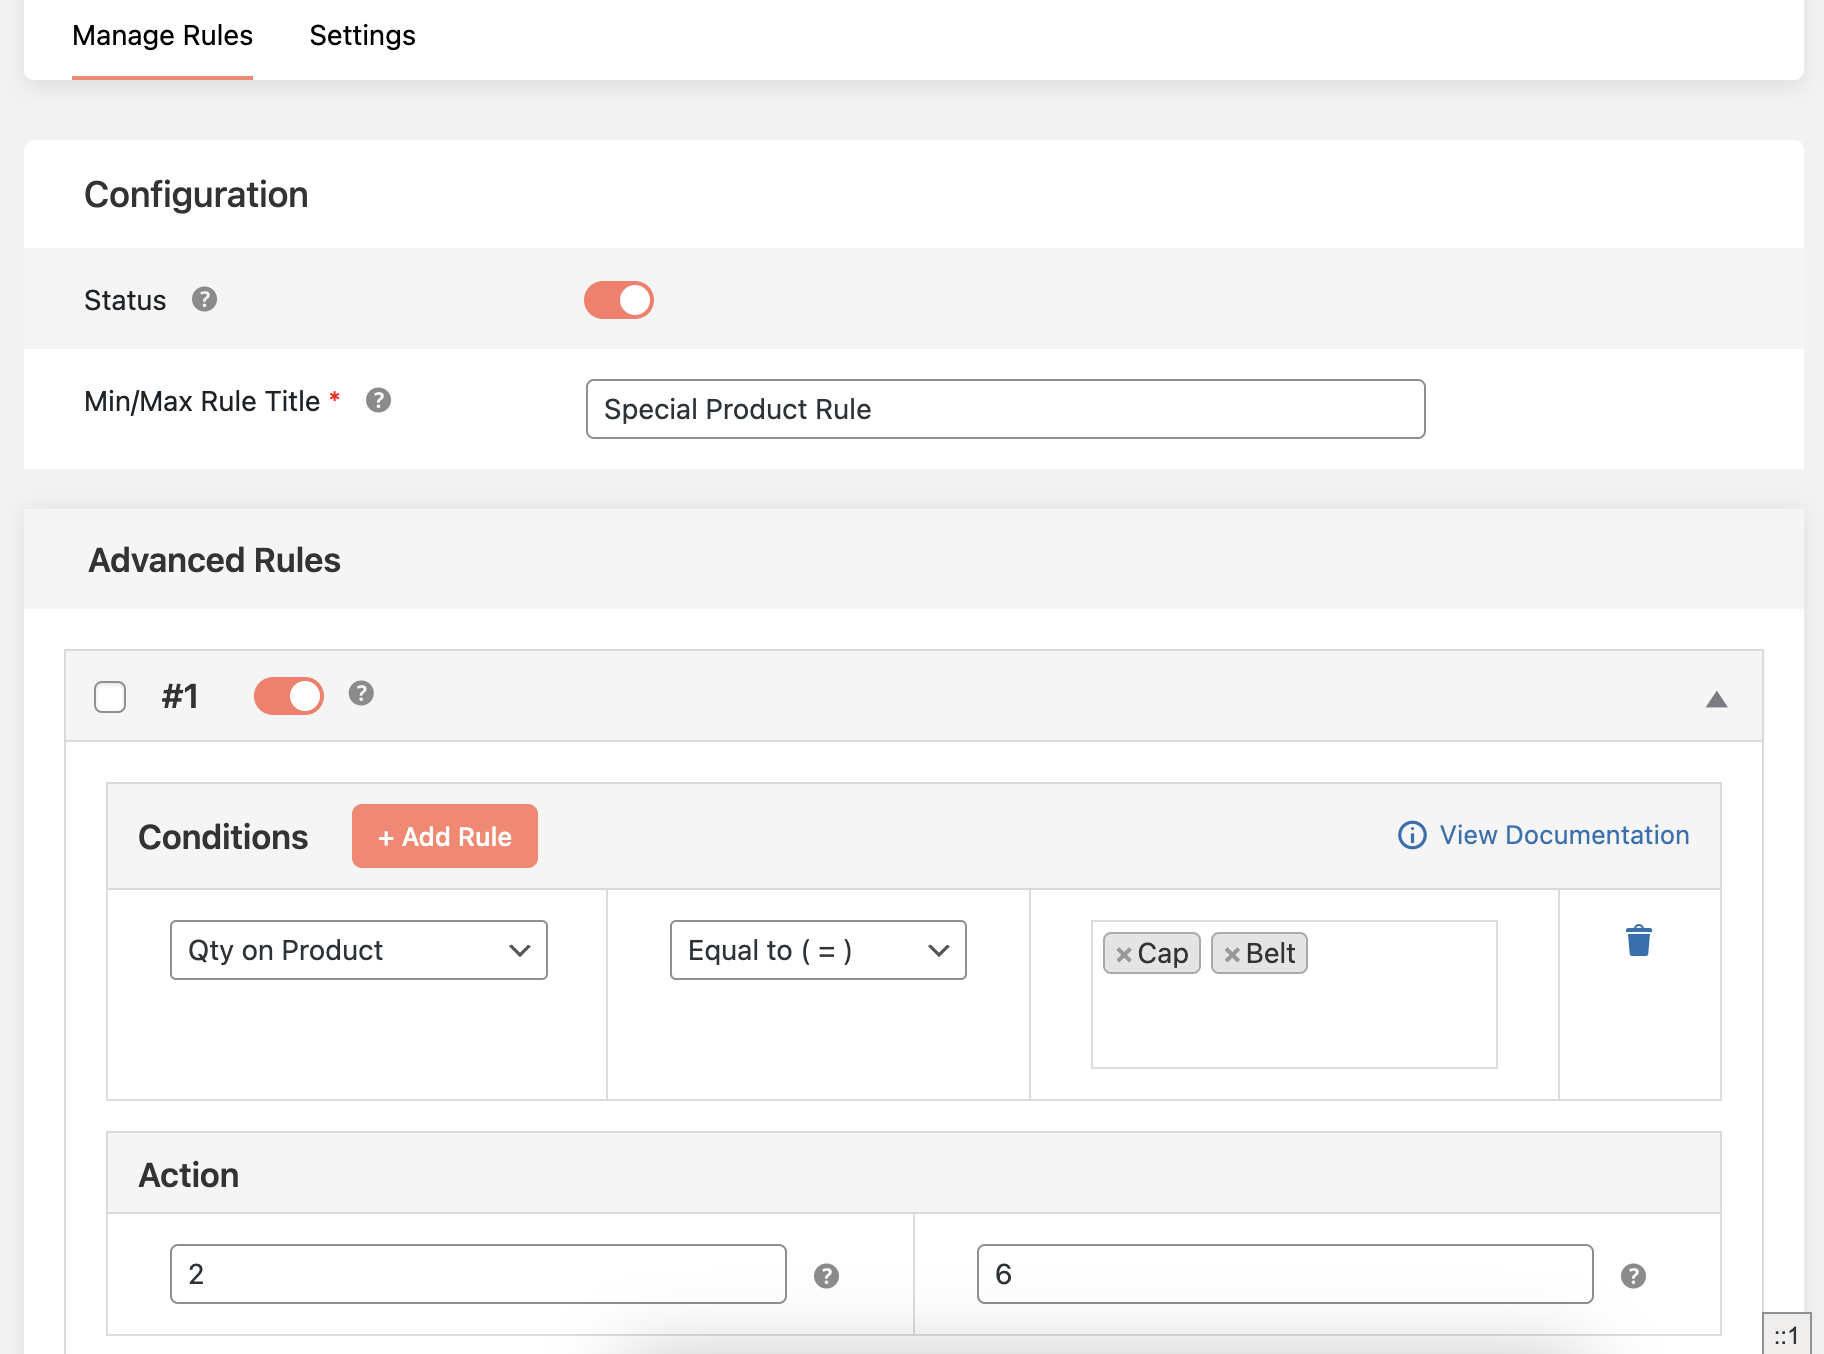 Manage Rules Settings
Configuration
Status ?
Min/Max Rule Title * ?
Special Product Rule
Advanced Rules
#1 ?
Conditions + Add Rule View Documentation
Qty on Product Equal to ( = ) × Cap × Belt
Action
2 ? 6 ?
::1